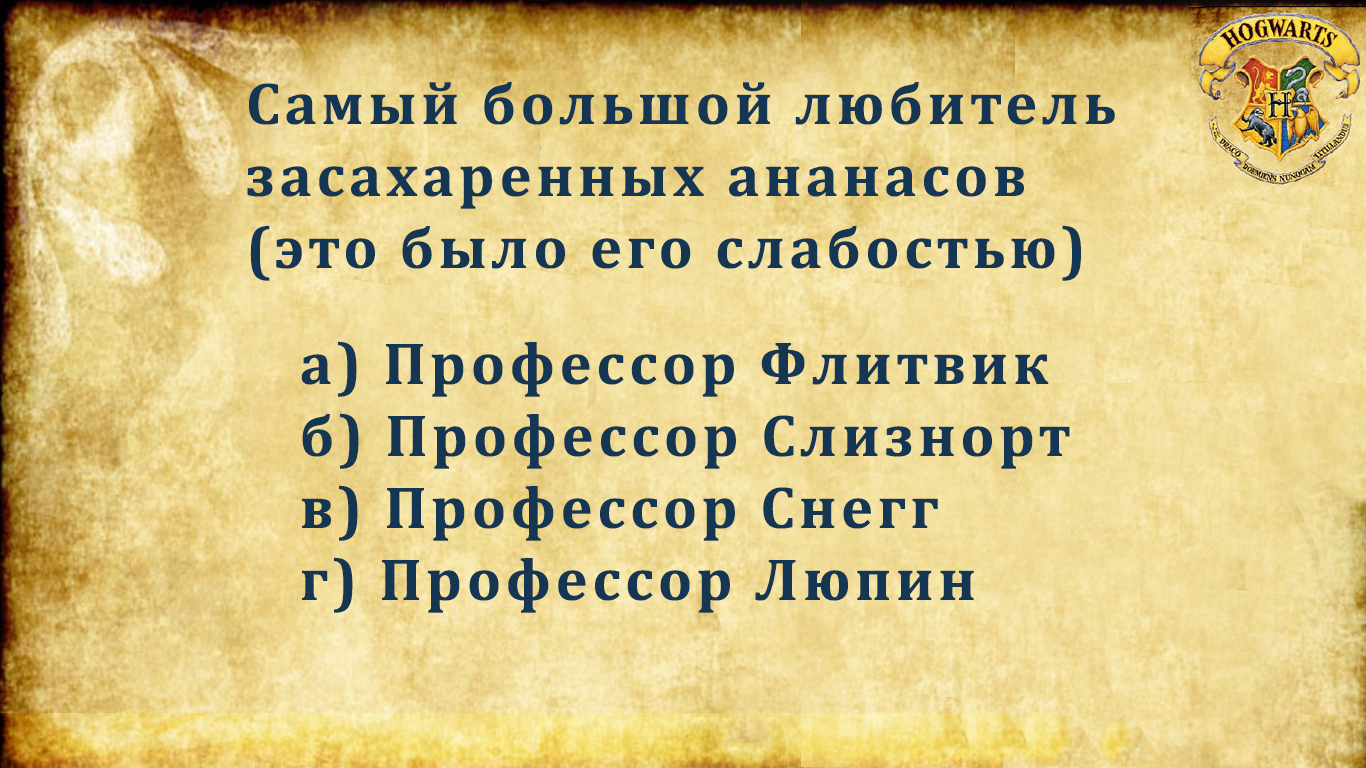 HOGWARTS
Самый большой любитель
засахаренных ананасов
(это было его слабостью)
а) Профессор Флитвик
б) Профессор Слизнорт
в) Профессор Снегг
г) Профессор Люпин
H
DRACO
DORMIENS NUNQUAM
TITILLANDUS